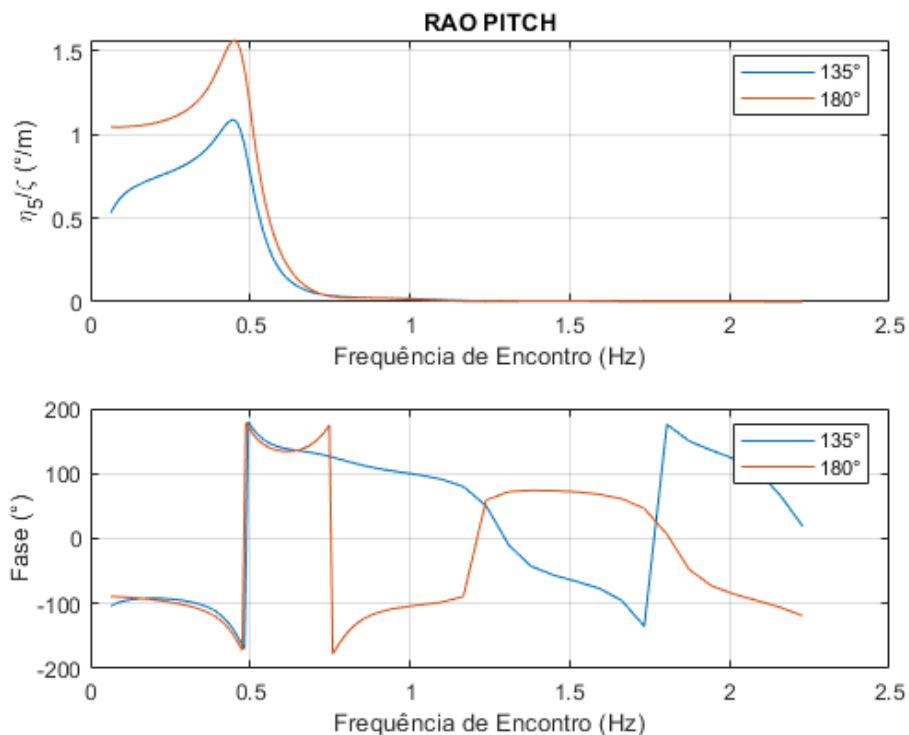 RAO PITCH
1.5
1
0.5
0
η5/ζ (°/m)
135°
180°
0 0.5 1 1.5 2 2.5
Frequência de Encontro (Hz)
200
100
0
-100
-200
Fase (°)
135°
180°
0 0.5 1 1.5 2 2.5
Frequência de Encontro (Hz)